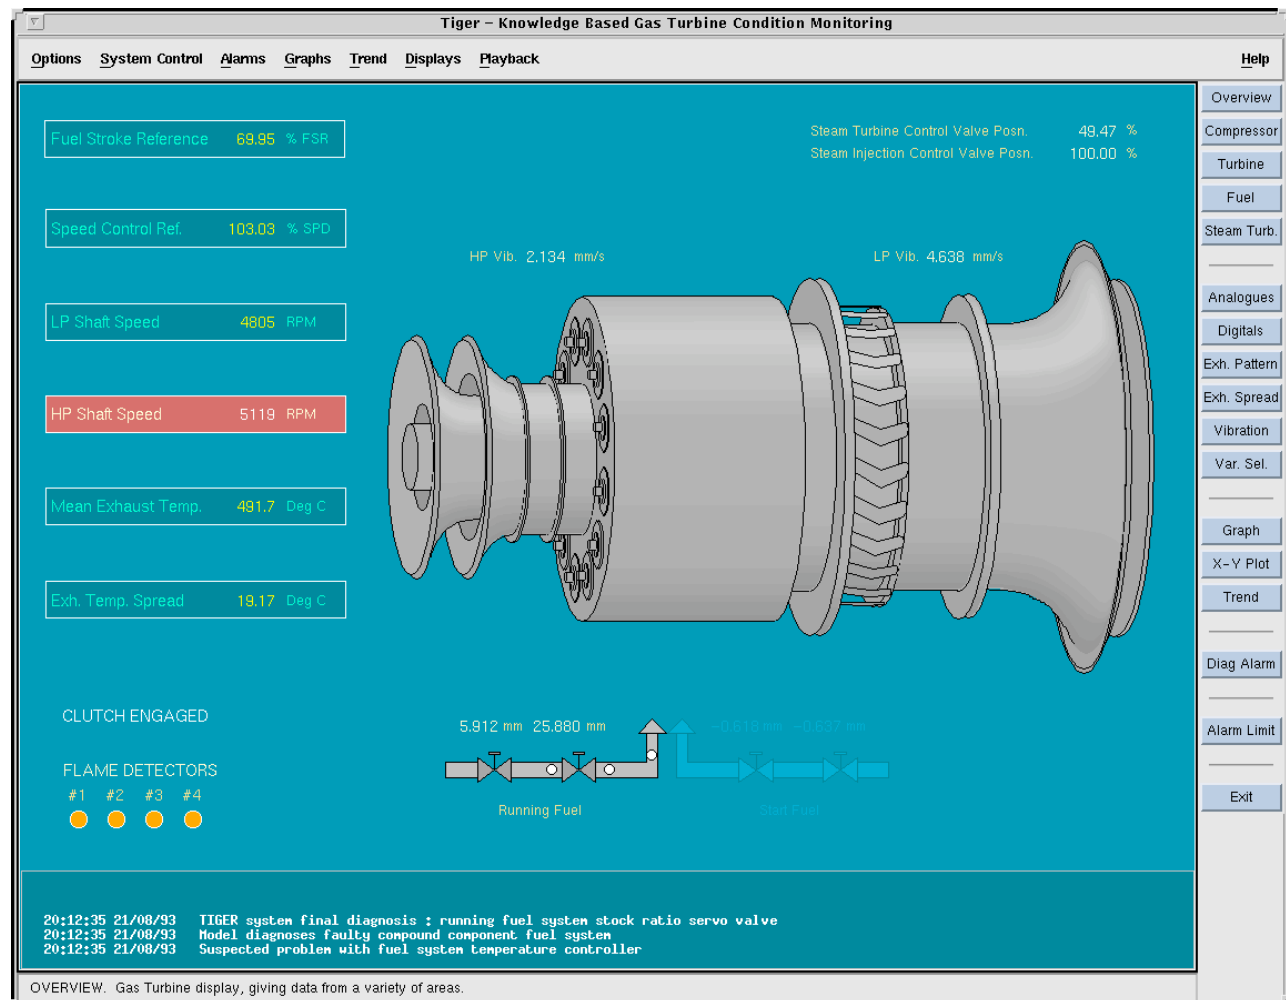 Tiger – Knowledge Based Gas Turbine Condition Monitoring
Options System Control Alarms Graphs Trend Displays Playback Help
Fuel Stroke Reference 69.95 % FSR
Speed Control Ref. 103.03 % SPD
LP Shaft Speed 4805 RPM
HP Shaft Speed 5119 RPM
Mean Exhaust Temp. 491.7 Deg C
Exh. Temp. Spread 19.17 Deg C
Steam Turbine Control Valve Posn. 49.47 %
Steam Injection Control Valve Posn. 100.00 %
HP Vib. 2.134 mm/s
LP Vib. 4.638 mm/s
CLUTCH ENGAGED
FLAME DETECTORS
#1 #2 #3 #4
5.912 mm 25.880 mm
Running Fuel
-0.618 mm -0.637 mm
Start Fuel
Overview
Compressor
Turbine
Fuel
Steam Turb.
Analogues
Digitals
Exh. Pattern
Exh. Spread
Vibration
Var. Sel.
Graph
X-Y Plot
Trend
Diag Alarm
Alarm Limit
Exit
20:12:35 21/08/93 TIGER system final diagnosis : running fuel system stock ratio servo valve
20:12:35 21/08/93 Model diagnoses faulty compound component fuel system
20:12:35 21/08/93 Suspected problem with fuel system temperature controller
OVERVIEW. Gas Turbine display, giving data from a variety of areas.